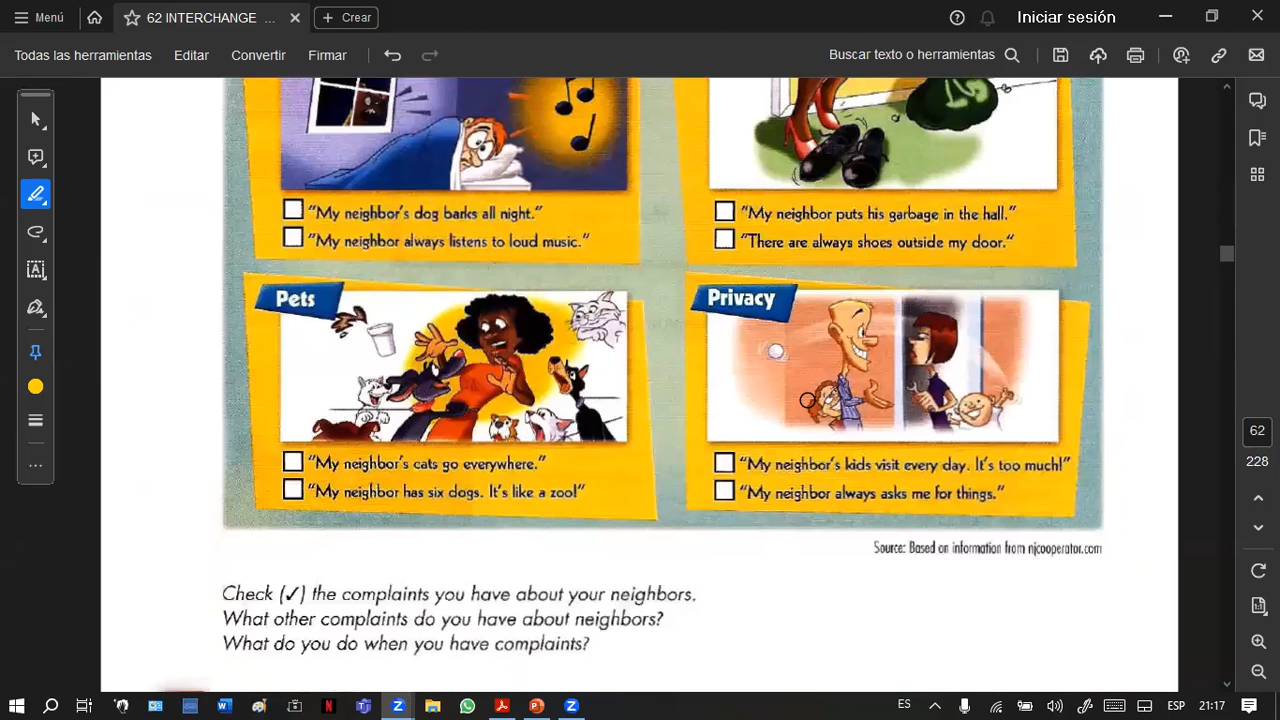 Menú
62 INTERCHANGE ...
Crear
Iniciar sesión
Todas las herramientas
Editar
Convertir
Firmar
Buscar texto o herramientas
"My neighbor's dog barks all night."
"My neighbor always listens to loud music."
"My neighbor puts his garbage in the hall."
"There are always shoes outside my door."
Pets
"My neighbor's cats go everywhere."
"My neighbor has six dogs. It's like a zoo!"
Privacy
"My neighbor's kids visit every day. It's too much!"
"My neighbor always asks me for things."
Source: Based on information from njcooperator.com
Check (✓) the complaints you have about your neighbors.
What other complaints do you have about neighbors?
What do you do when you have complaints?
62
228
ES
ESP
21:17